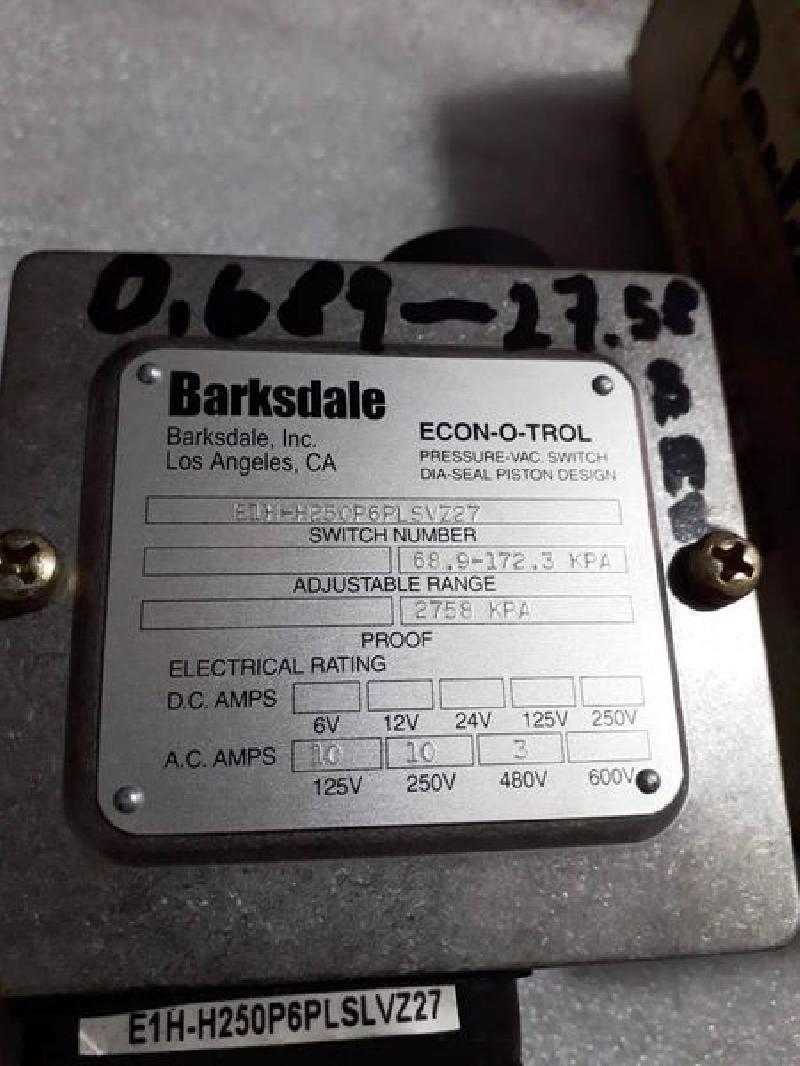 0.689-27.58
Barksdale
Barksdale, Inc.
Los Angeles, CA
ECON-O-TROL
PRESSURE-VAC. SWITCH
DIA-SEAL PISTON DESIGN
E1H-H250P6PLSVZ27
SWITCH NUMBER
68.9-172.3 KPA
ADJUSTABLE RANGE
2758 KPA
PROOF
ELECTRICAL RATING
D.C. AMPS
6V 12V 24V 125V 250V
A.C. AMPS 10 10 3
125V 250V 480V 600V
E1H-H250P6PLSLVZ27